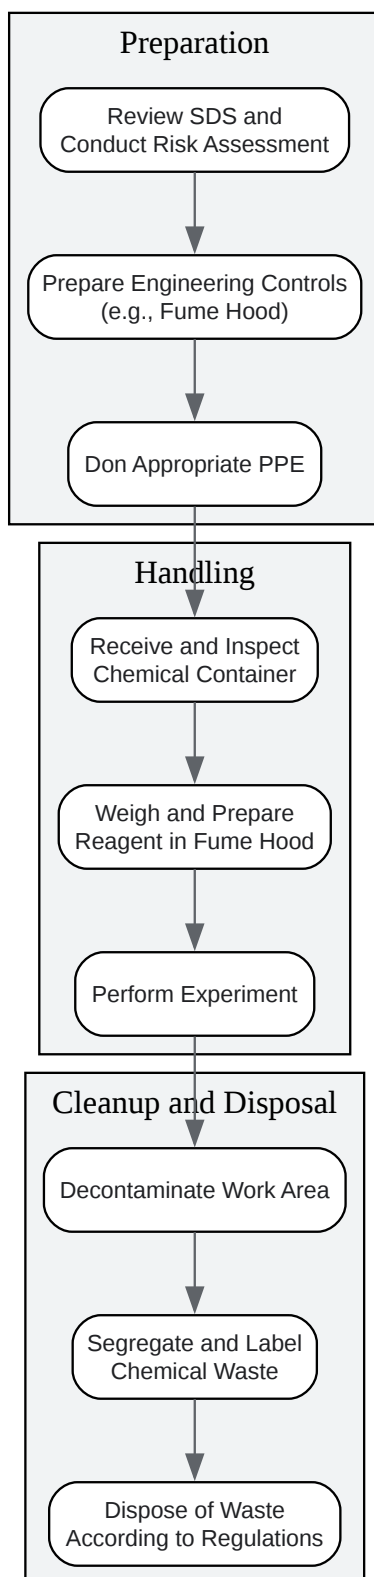 Preparation
Review SDS and
Conduct Risk Assessment
Prepare Engineering Controls
(e.g., Fume Hood)
Don Appropriate PPE
Handling
Receive and Inspect
Chemical Container
Weigh and Prepare
Reagent in Fume Hood
Perform Experiment
Cleanup and Disposal
Decontaminate Work Area
Segregate and Label
Chemical Waste
Dispose of Waste
According to Regulations